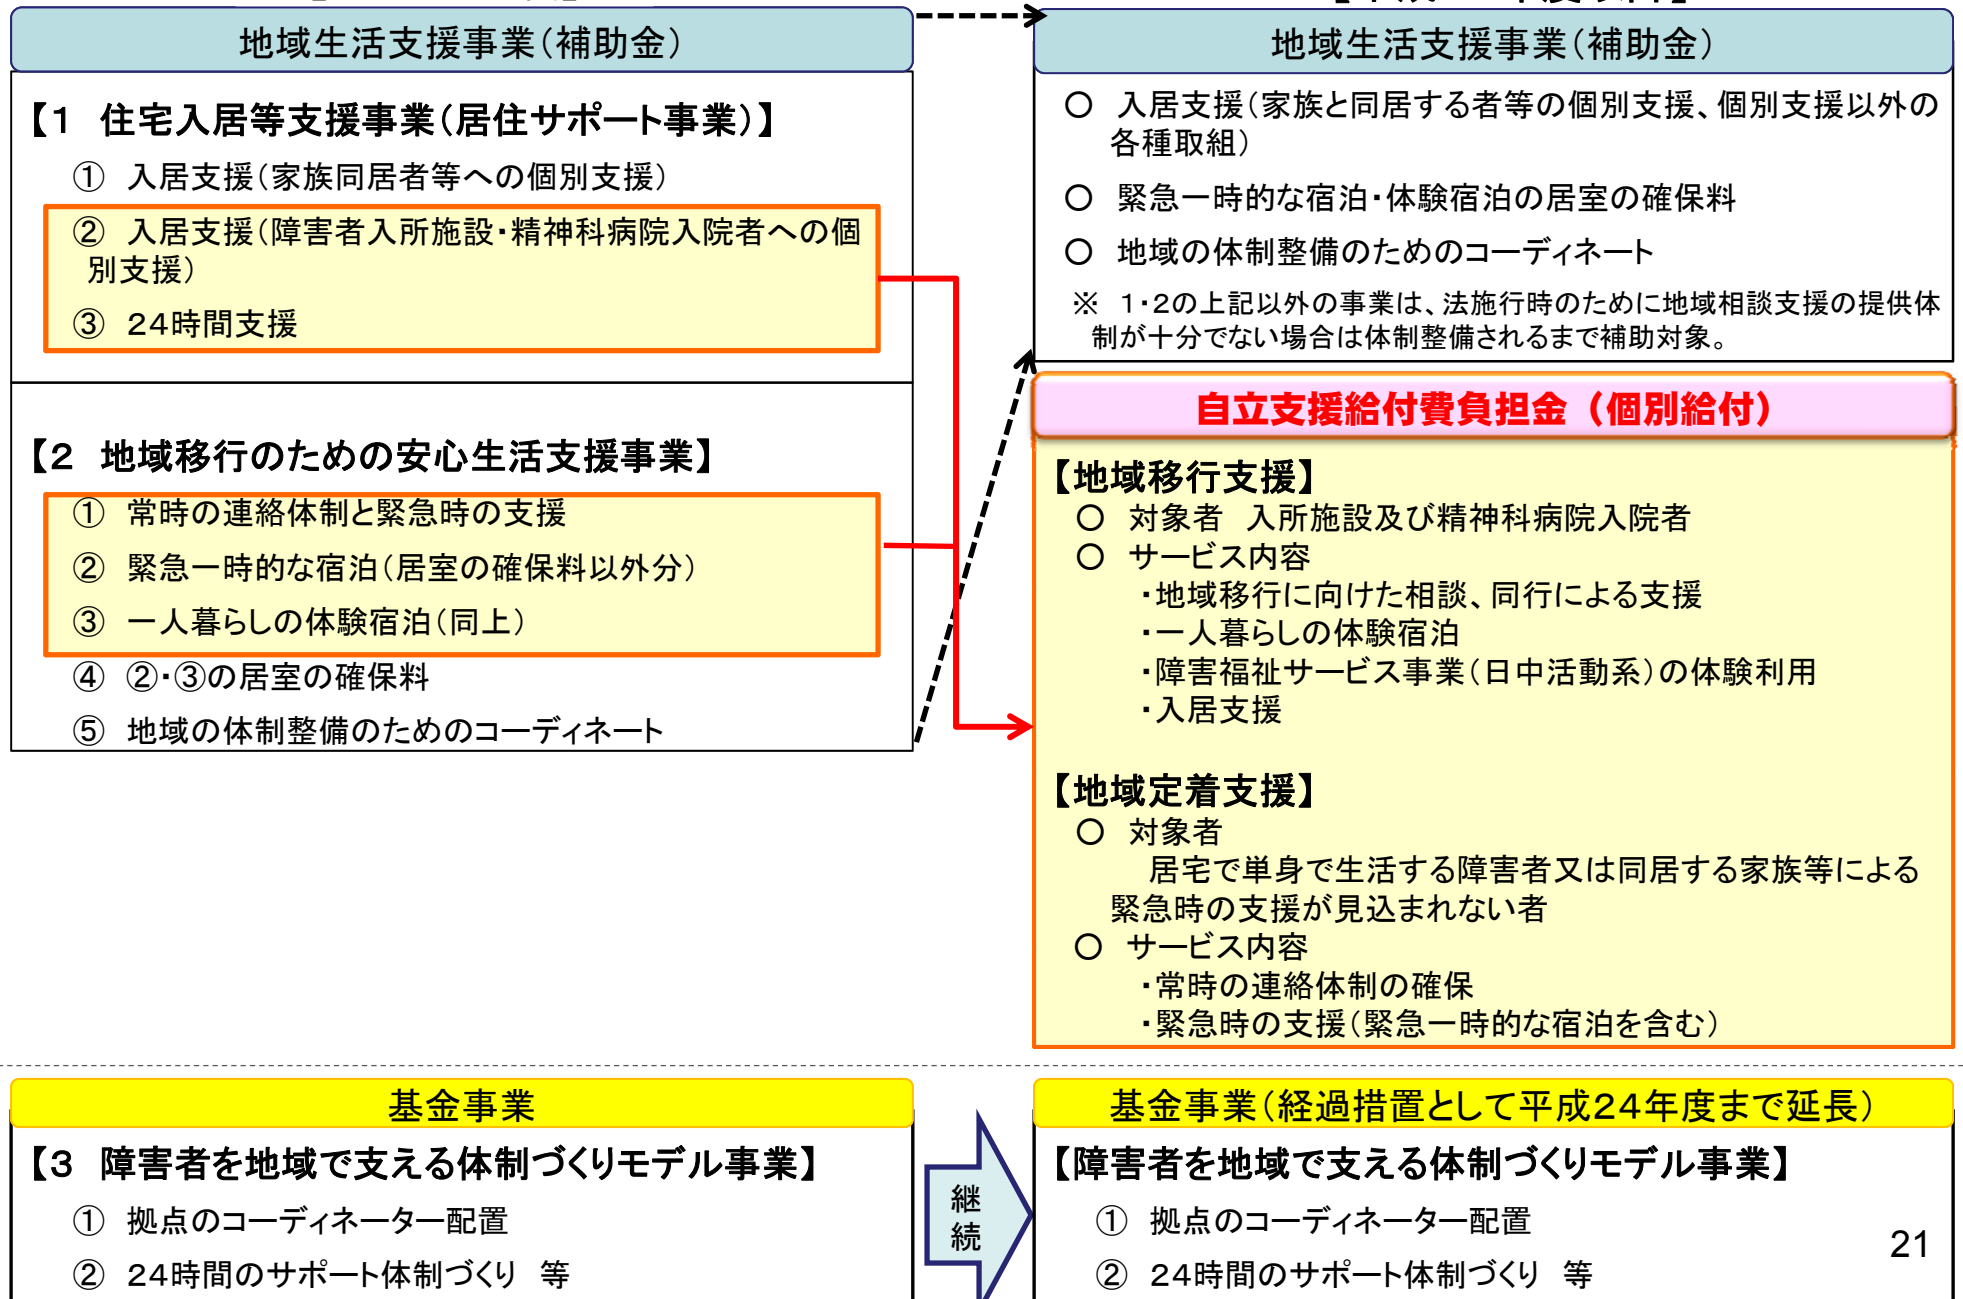 地域生活支援事業（補助金）
【１　住宅入居等支援事業（居住サポート事業）】
①　入居支援（家族同居者等への個別支援）
②　入居支援（障害者入所施設・精神科病院入院者への個
別支援）
③　２４時間支援
【２　地域移行のための安心生活支援事業】
①　常時の連絡体制と緊急時の支援
②　緊急一時的な宿泊（居室の確保料以外分）
③　一人暮らしの体験宿泊（同上）
④　②・③の居室の確保料
⑤　地域の体制整備のためのコーディネート
地域生活支援事業（補助金）
○　入居支援（家族と同居する者等の個別支援、個別支援以外の
各種取組）
○　緊急一時的な宿泊・体験宿泊の居室の確保料
○　地域の体制整備のためのコーディネート
※　１・２の上記以外の事業は、法施行時のために地域相談支援の提供体
制が十分でない場合は体制整備されるまで補助対象。
自立支援給付費負担金（個別給付）
【地域移行支援】
○　対象者　入所施設及び精神科病院入院者
○　サービス内容
・地域移行に向けた相談、同行による支援
・一人暮らしの体験宿泊
・障害福祉サービス事業（日中活動系）の体験利用
・入居支援
【地域定着支援】
○　対象者
居宅で単身で生活する障害者又は同居する家族等による
緊急時の支援が見込まれない者
○　サービス内容
・常時の連絡体制の確保
・緊急時の支援（緊急一時的な宿泊を含む）
基金事業
【３　障害者を地域で支える体制づくりモデル事業】
①　拠点のコーディネーター配置
②　２４時間のサポート体制づくり　等
継
続
基金事業（経過措置として平成２４年度まで延長）
【障害者を地域で支える体制づくりモデル事業】
①　拠点のコーディネーター配置
②　２４時間のサポート体制づくり　等
21